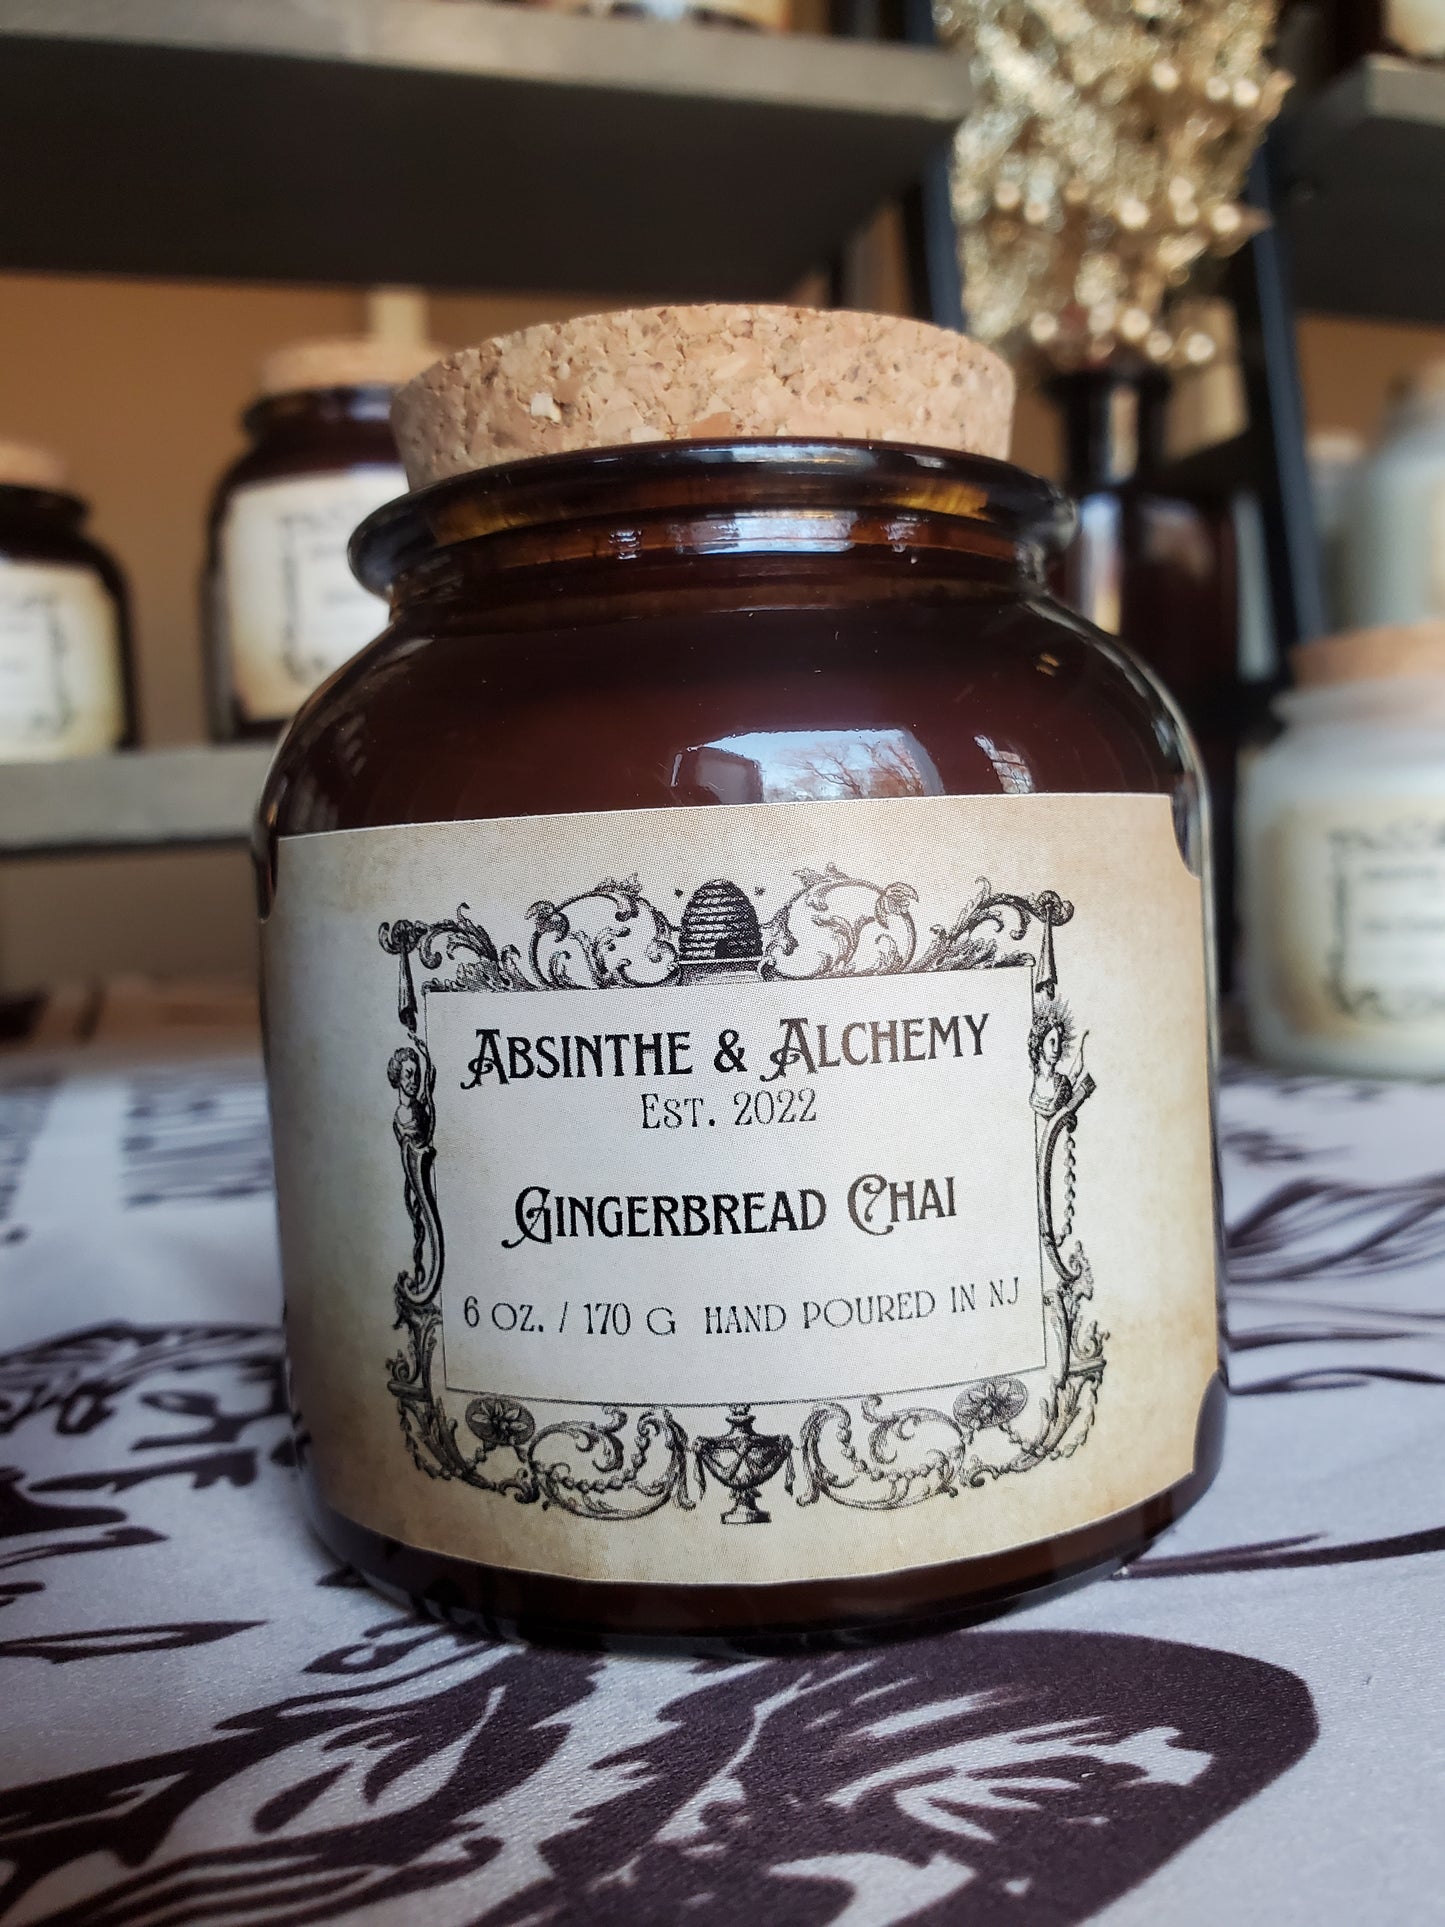 Absinthe & Alchemy
Est. 2022
Gingerbread Chai
6 oz. / 170 g hand poured in NJ